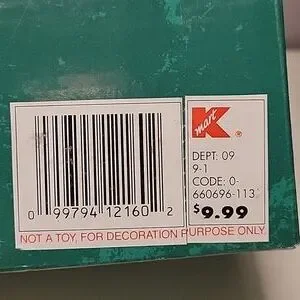 K
mart ®
DEPT: 09
9-1
CODE: 0-
660696-113
$9.99
0 99794 12160 2
NOT A TOY, FOR DECORATION PURPOSE ONLY